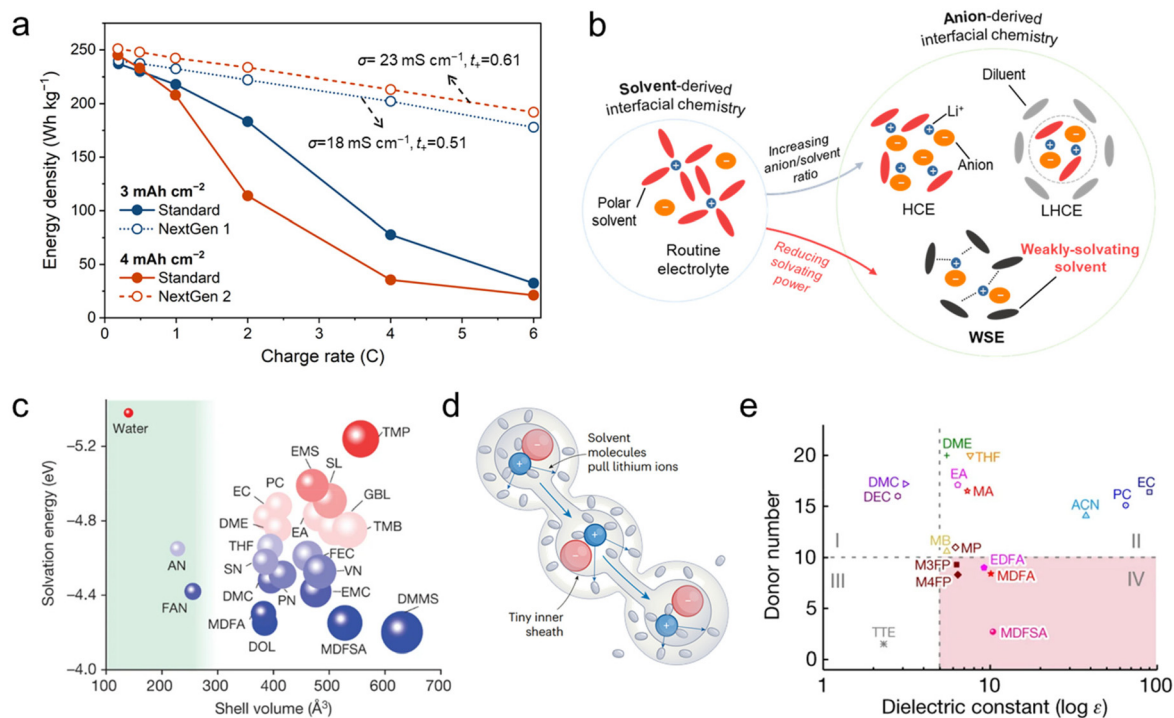 a
Energy density (Wh kg⁻¹)
250
200
150
100
50
0
σ= 23 mS cm⁻¹, t₊=0.61
σ=18 mS cm⁻¹, t₊=0.51
3 mAh cm⁻²
Standard
NextGen 1
4 mAh cm⁻²
Standard
NextGen 2
0 1 2 3 4 5 6
Charge rate (C)
b
Solvent-derived
interfacial chemistry
Polar
solvent
Routine
electrolyte
Increasing
anion/solvent
ratio
Reducing
solvating
power
Anion-derived
interfacial chemistry
Diluent
Li⁺
Anion
HCE
LHCE
Weakly-solvating
solvent
WSE
c
Solvation energy (eV)
−5.2
−4.8
−4.4
−4.0
Water
TMP
EMS
SL
PC
EC
GBL
DME
EA
TMB
THF
AN
FEC
SN
VN
DMC
PN
EMC
FAN
MDFA
DMMS
DOL
MDFSA
100 200 300 400 500 600 700
Shell volume (Å³)
d
Solvent
molecules
pull lithium ions
Tiny inner
sheath
e
Donor number
20
15
10
5
0
DME
THF
DMC
EA
EC
DEC
MA
PC
ACN
MB
MP
I
II
M3FP
EDFA
III
M4FP
MDFA
IV
TTE
MDFSA
1 10 100
Dielectric constant (log ε)